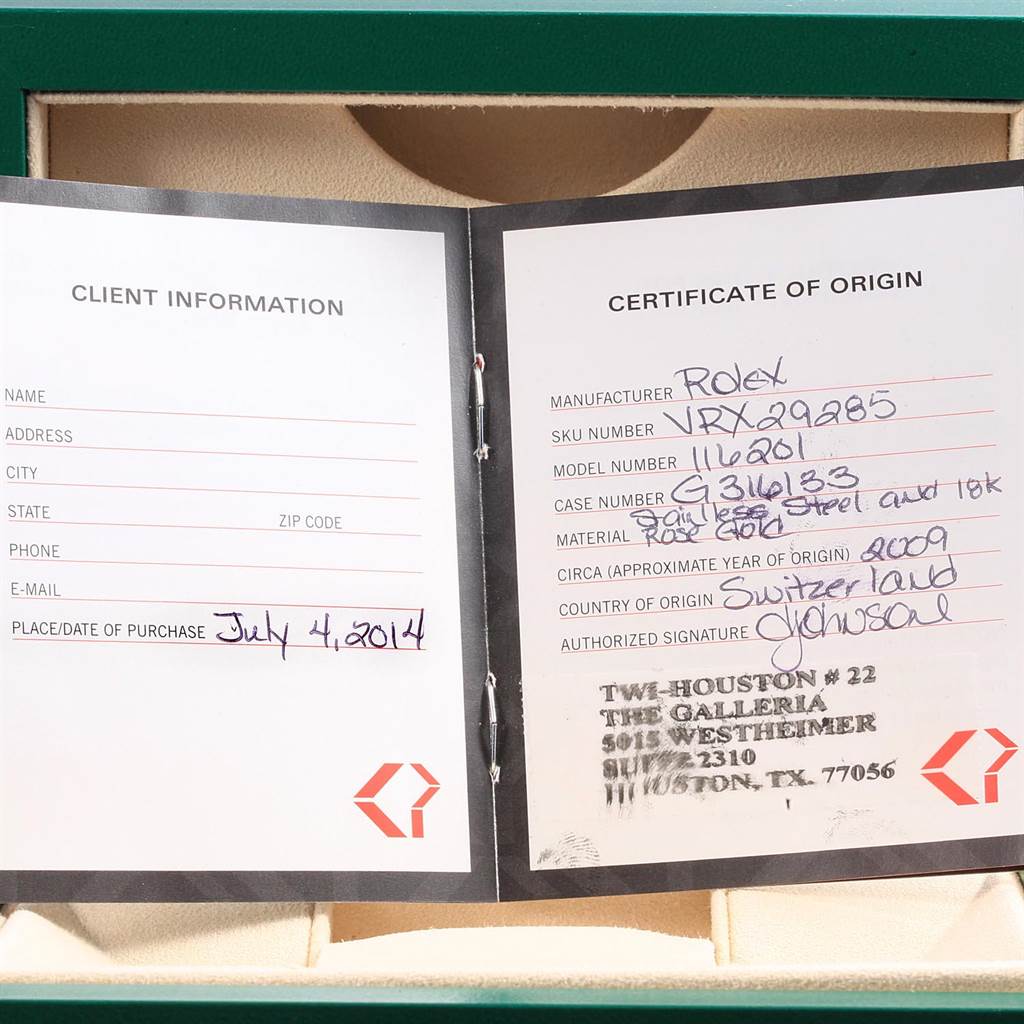 CLIENT INFORMATION
NAME
ADDRESS
CITY
STATE ZIP CODE
PHONE
E-MAIL
PLACE/DATE OF PURCHASE July 4, 2014
CERTIFICATE OF ORIGIN
MANUFACTURER Rolex
SKU NUMBER VRX29285
MODEL NUMBER 116201
CASE NUMBER G316133
MATERIAL Stainless Steel and 18k
Rose Gold
CIRCA (APPROXIMATE YEAR OF ORIGIN) 2009
COUNTRY OF ORIGIN Switzerland
AUTHORIZED SIGNATURE GJohnson
TWI-HOUSTON # 22
THE GALLERIA
5015 WESTHEIMER
SUITE 2310
HOUSTON, TX. 77056